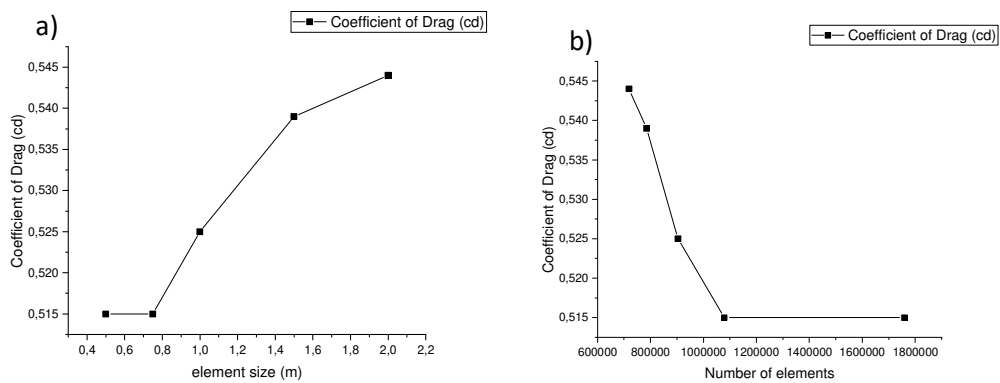 a)
Coefficient of Drag (cd)
0,545
0,540
0,535
0,530
0,525
0,520
0,515
Coefficient of Drag (cd)
0,4 0,6 0,8 1,0 1,2 1,4 1,6 1,8 2,0 2,2
element size (m)
b)
Coefficient of Drag (cd)
0,545
0,540
0,535
0,530
0,525
0,520
0,515
Coefficient of Drag (cd)
600000 800000 1000000 1200000 1400000 1600000 1800000
Number of elements